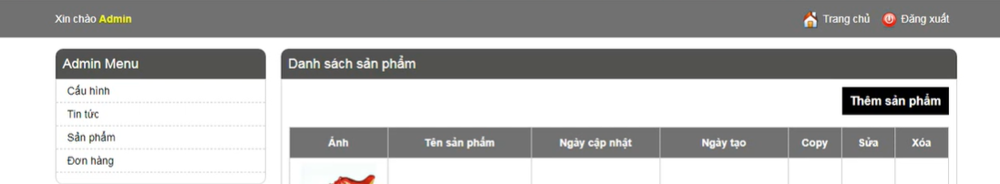 Xin chào Admin
Trang chủ
Đăng xuất
Admin Menu
Cấu hình
Tin tức
Sản phẩm
Đơn hàng
Danh sách sản phẩm
Thêm sản phẩm
Ảnh Tên sản phẩm Ngày cập nhật Ngày tạo Copy Sửa Xóa